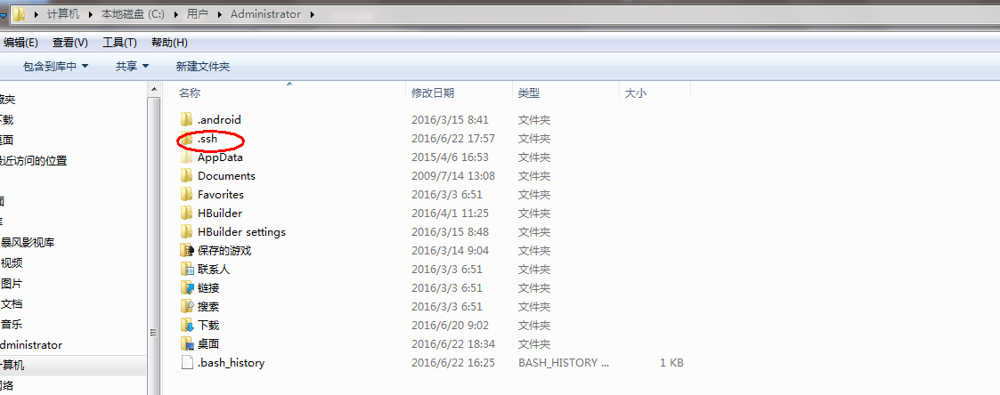 计算机 本地磁盘 (C:) 用户 Administrator
编辑(E) 查看(V) 工具(T) 帮助(H)
包含到库中 共享 新建文件夹
名称 修改日期 类型 大小
藏夹
下载
桌面
最近访问的位置
面
库
暴风影视库
视频
图片
文档
音乐
dministrator
计算机
网络
.android 2016/3/15 8:41 文件夹
.ssh 2016/6/22 17:57 文件夹
AppData 2015/4/6 16:53 文件夹
Documents 2009/7/14 13:08 文件夹
Favorites 2016/3/3 6:51 文件夹
HBuilder 2016/4/1 11:25 文件夹
HBuilder settings 2016/3/15 8:48 文件夹
保存的游戏 2016/3/14 9:04 文件夹
联系人 2016/3/3 6:51 文件夹
链接 2016/3/3 6:51 文件夹
搜索 2016/3/3 6:51 文件夹
下载 2016/6/20 9:02 文件夹
桌面 2016/6/22 18:34 文件夹
.bash_history 2016/6/22 16:25 BASH_HISTORY ... 1 KB